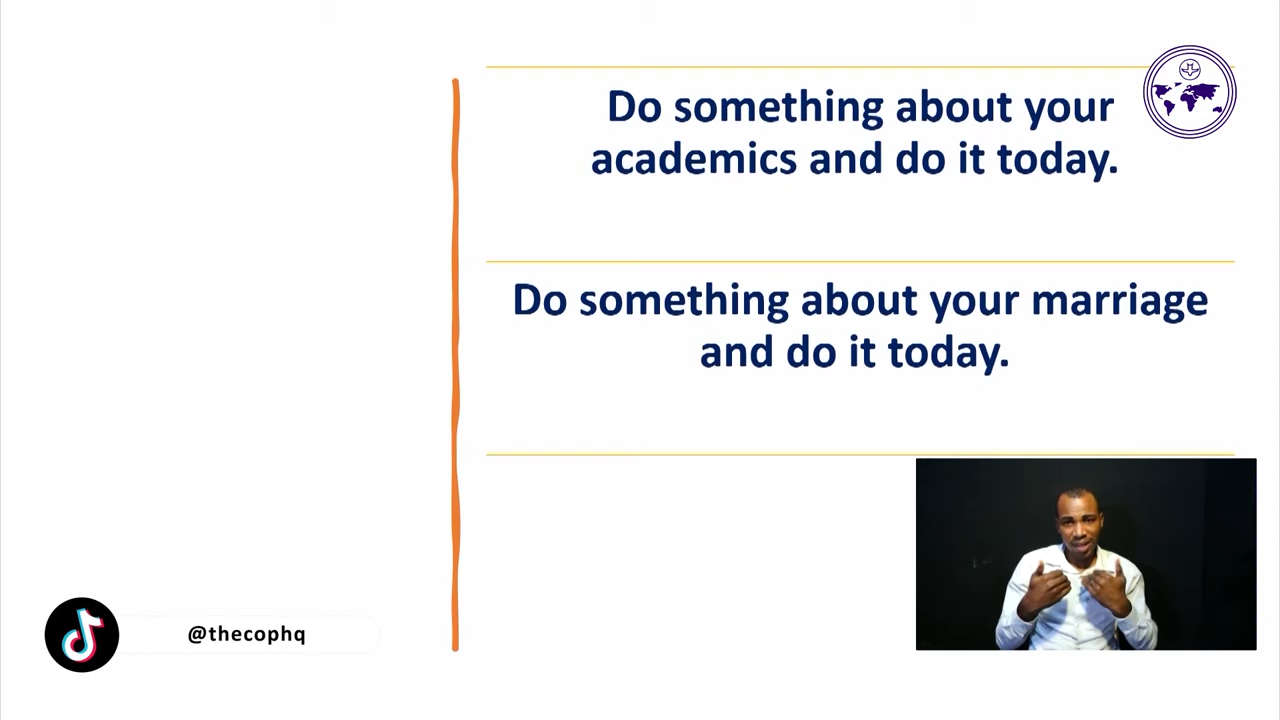 Do something about your
academics and do it today.
Do something about your marriage
and do it today.
@thecophq